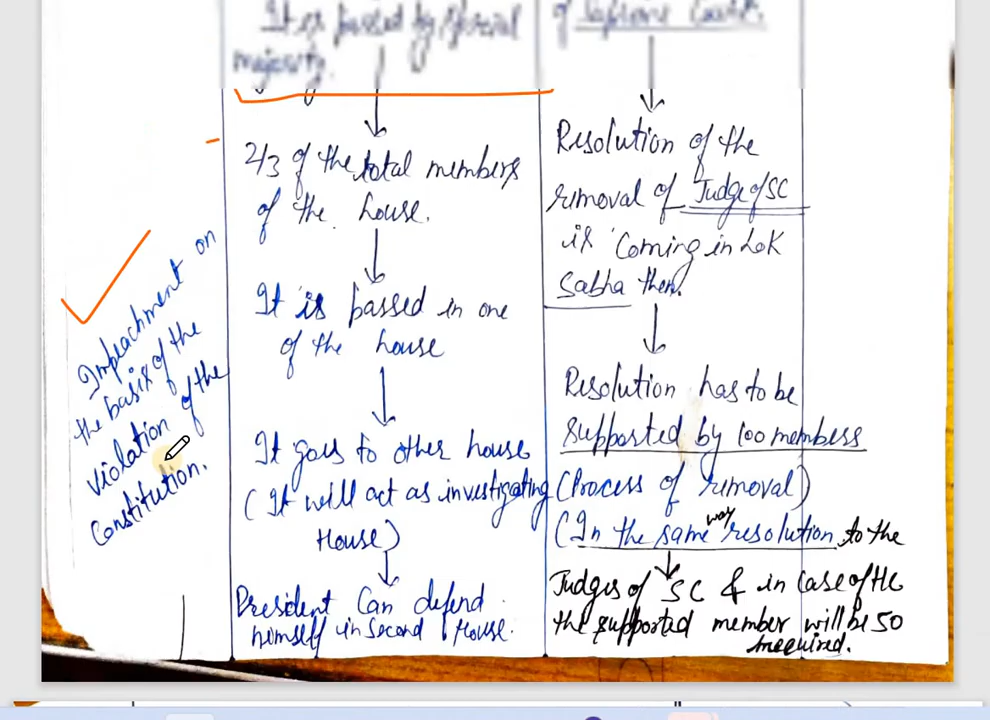 It is passed by special
majority.
2/3 of the total members
of the house.
It is passed in one
of the house
It goes to other house
(It will act as investigating
House)
President Can defend
himself in second House.
Impeachment on
the basis of the
violation of the
Constitution.
of Supreme Court.
Resolution of the
removal of Judge of SC
is Coming in Lok
Sabha then.
Resolution has to be
supported by 100 members
(Process of removal)
(In the same way resolution to the
Judges of SC & in Case of the
the supported member will be 50
required.